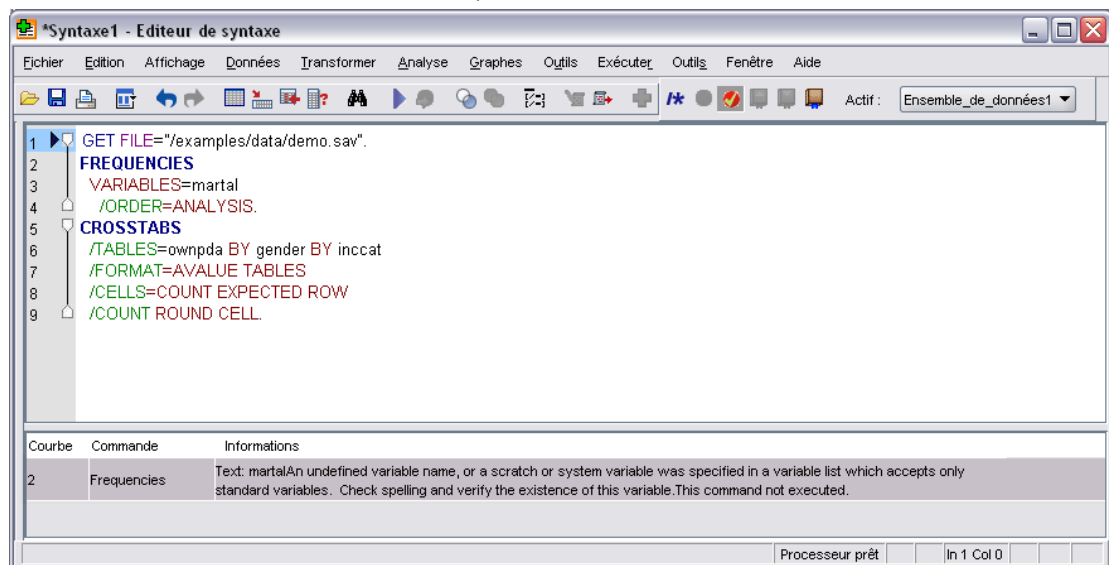 *Syntaxe1 - Editeur de syntaxe
Fichier Edition Affichage Données Transformer Analyse Graphes Outils Exécuter Outils Fenêtre Aide
Actif : Ensemble_de_données1
1 GET FILE="/examples/data/demo.sav".
2 FREQUENCIES
3 VARIABLES=martal
4 /ORDER=ANALYSIS.
5 CROSSTABS
6 /TABLES=ownpda BY gender BY inccat
7 /FORMAT=AVALUE TABLES
8 /CELLS=COUNT EXPECTED ROW
9 /COUNT ROUND CELL.
Courbe Commande Informations
2 Frequencies Text: martalAn undefined variable name, or a scratch or system variable was specified in a variable list which accepts only
standard variables. Check spelling and verify the existence of this variable.This command not executed.
Processeur prêt In 1 Col 0